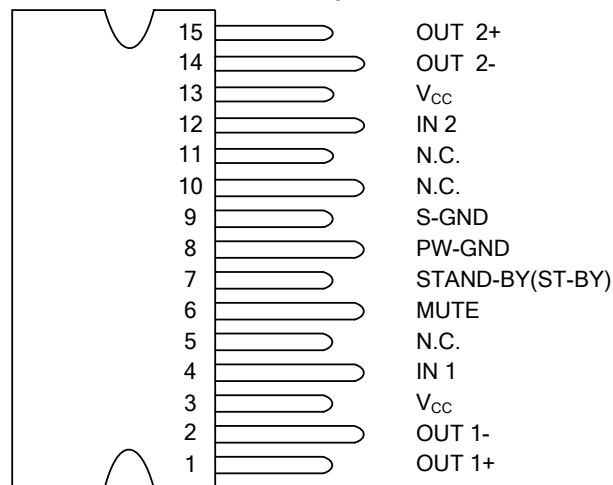 15 OUT 2+
14 OUT 2-
13 VCC
12 IN 2
11 N.C.
10 N.C.
9 S-GND
8 PW-GND
7 STAND-BY(ST-BY)
6 MUTE
5 N.C.
4 IN 1
3 VCC
2 OUT 1-
1 OUT 1+